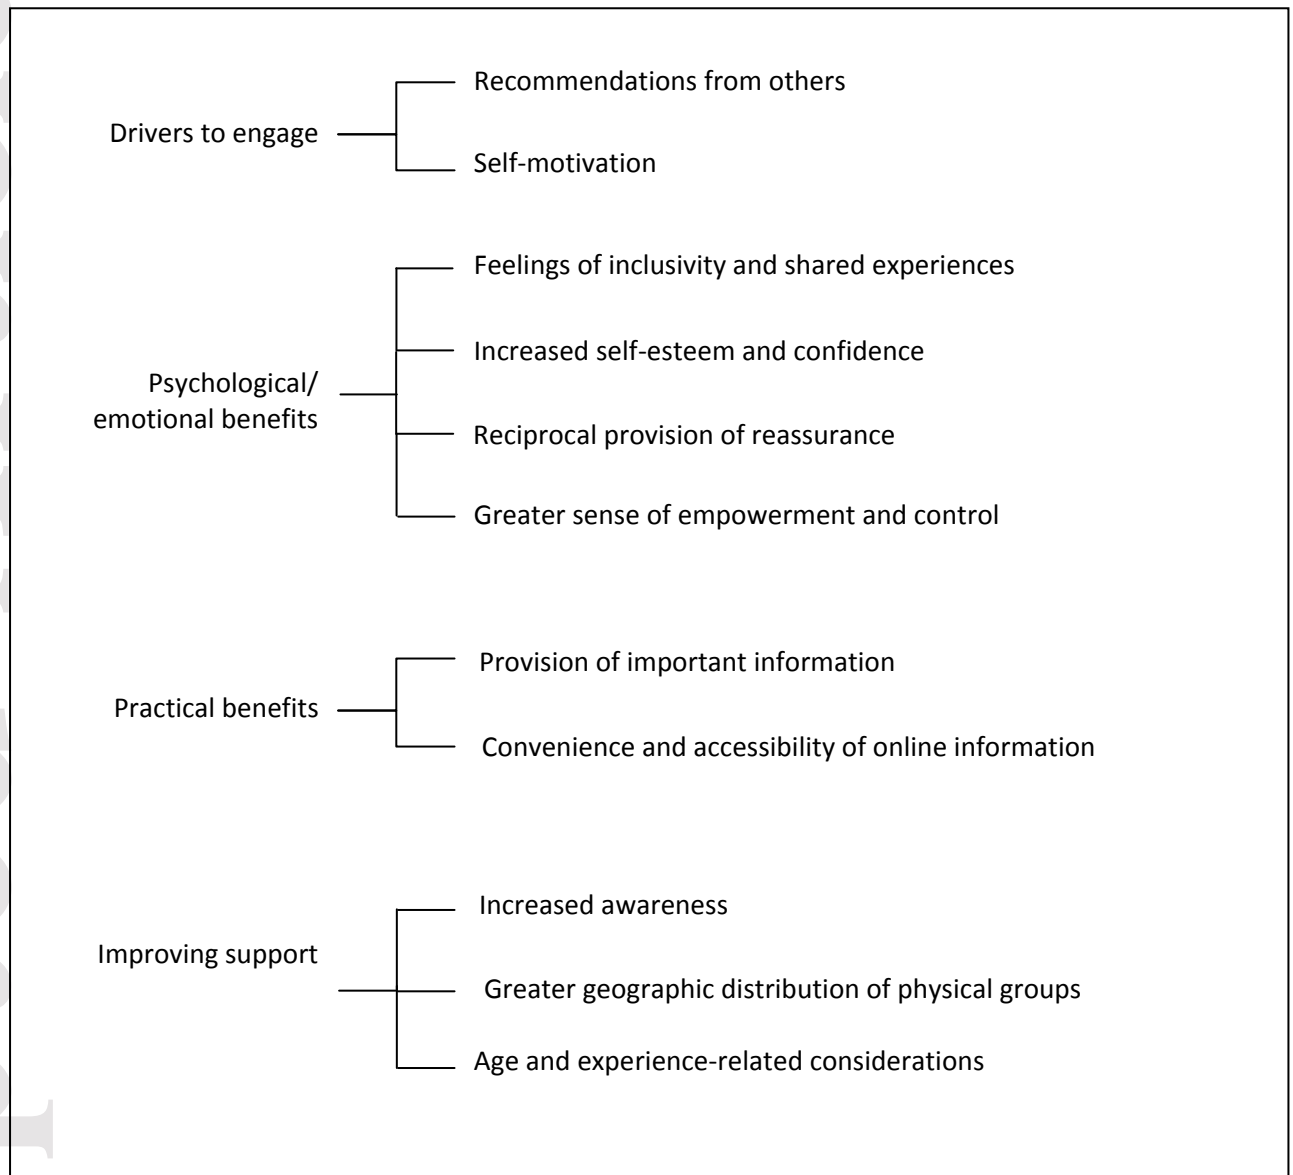 Recommendations from others
Drivers to engage
Self-motivation
Feelings of inclusivity and shared experiences
Increased self-esteem and confidence
Psychological/
emotional benefits
Reciprocal provision of reassurance
Greater sense of empowerment and control
Provision of important information
Practical benefits
Convenience and accessibility of online information
Increased awareness
Improving support
Greater geographic distribution of physical groups
Age and experience-related considerations